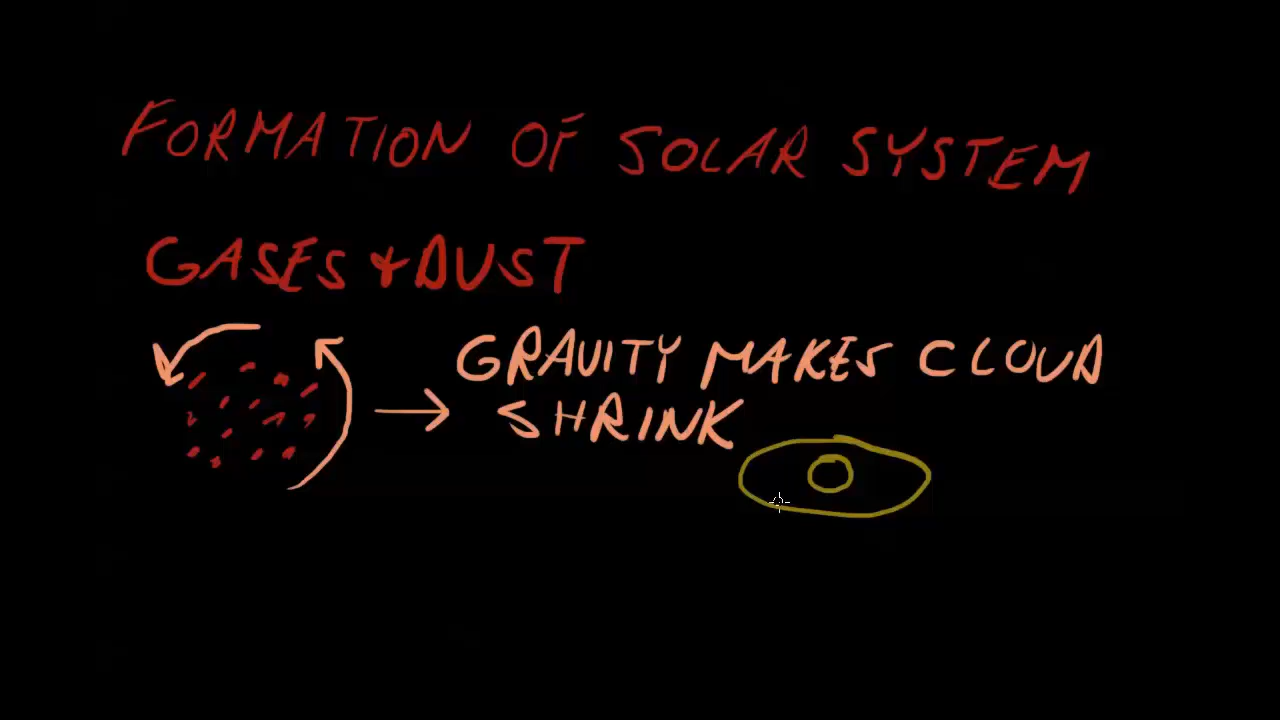 FORMATION OF SOLAR SYSTEM
GASES & DUST
GRAVITY MAKES CLOUD
SHRINK